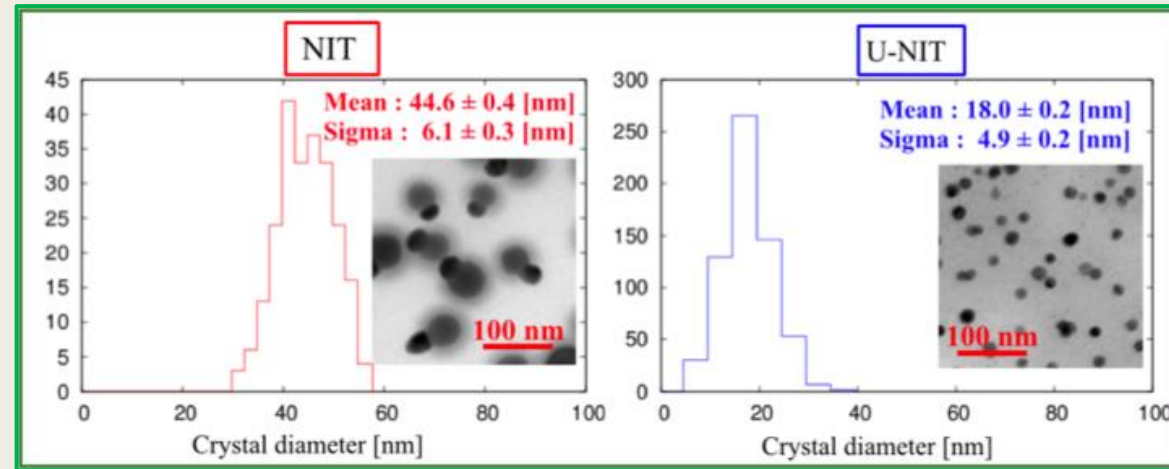 NIT
Mean : 44.6 ± 0.4 [nm]
Sigma : 6.1 ± 0.3 [nm]
45
40
35
30
25
20
15
10
5
0
100 nm
0 20 40 60 80 100
Crystal diameter [nm]
U-NIT
Mean : 18.0 ± 0.2 [nm]
Sigma : 4.9 ± 0.2 [nm]
300
250
200
150
100
50
0
100 nm
0 20 40 60 80 100
Crystal diameter [nm]